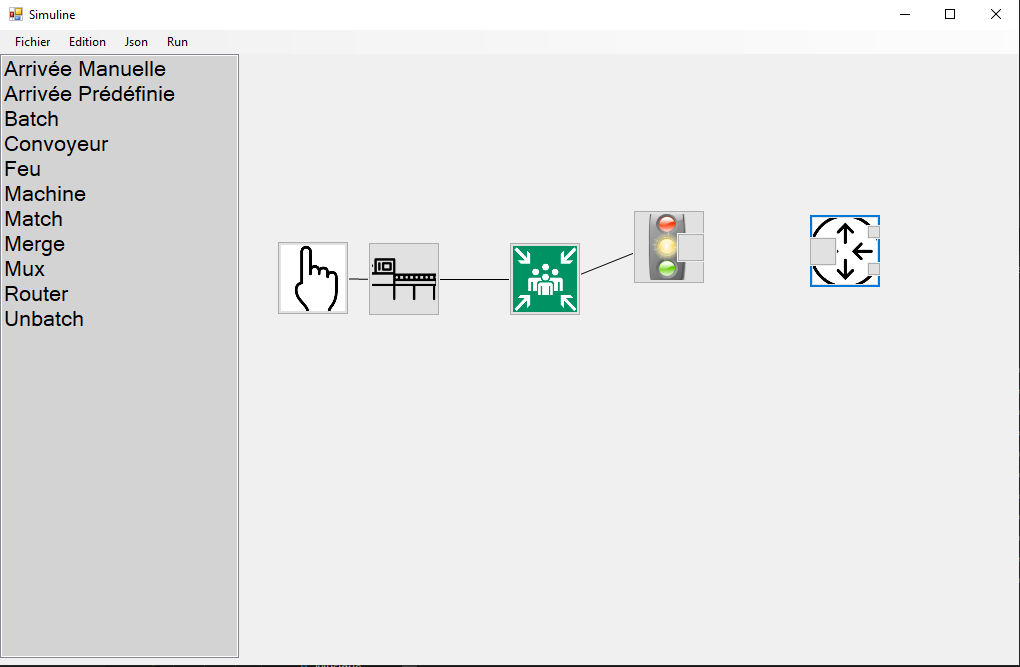 Simuline
Fichier Edition Json Run
Arrivée Manuelle
Arrivée Prédéfinie
Batch
Convoyeur
Feu
Machine
Match
Merge
Mux
Router
Unbatch